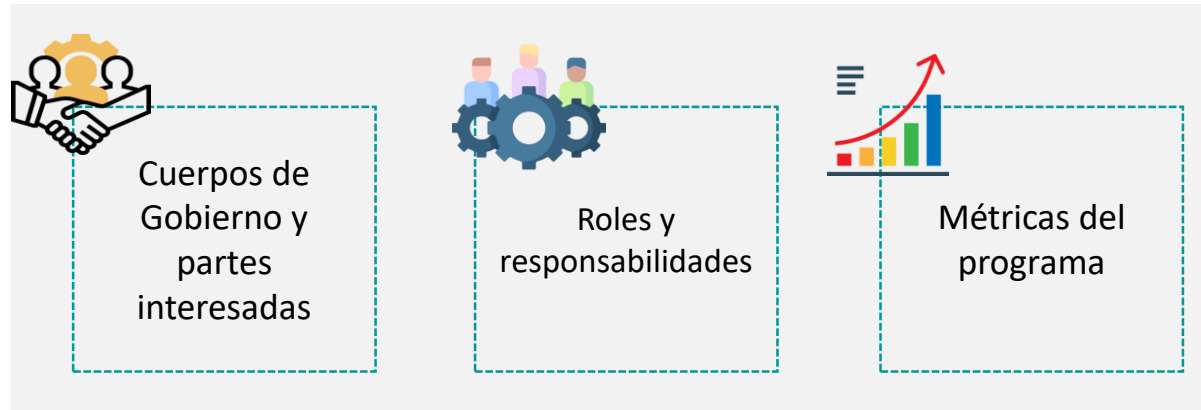 Cuerpos de
Gobierno y
partes
interesadas
Roles y
responsabilidades
Métricas del
programa